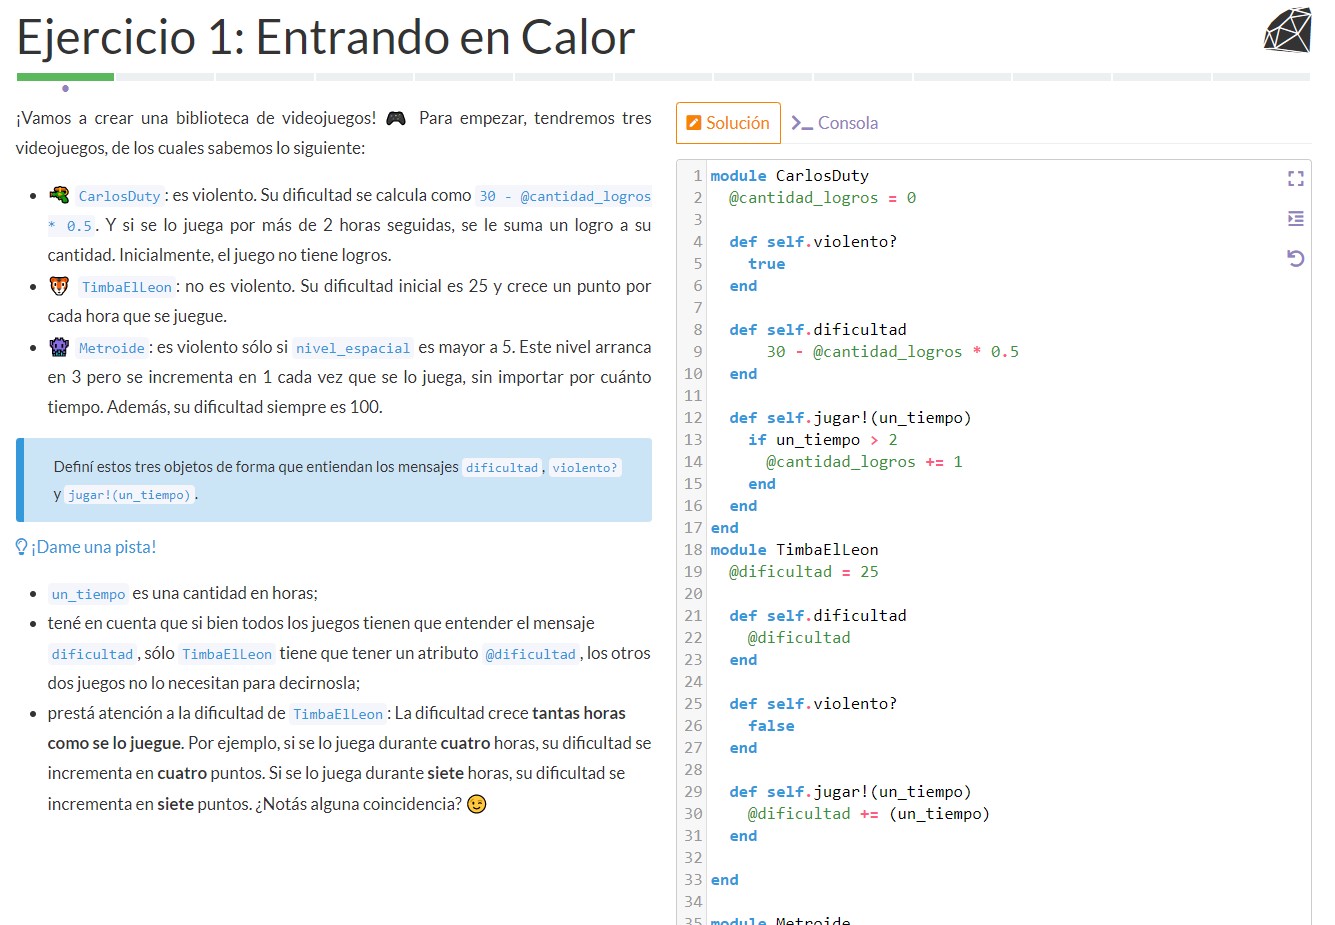 Ejercicio 1: Entrando en Calor
¡Vamos a crear una biblioteca de videojuegos! 🎮 Para empezar, tendremos tres
videojuegos, de los cuales sabemos lo siguiente:
CarlosDuty : es violento. Su dificultad se calcula como 30 - @cantidad_logros
* 0.5 . Y si se lo juega por más de 2 horas seguidas, se le suma un logro a su
cantidad. Inicialmente, el juego no tiene logros.
TimbaElLeon : no es violento. Su dificultad inicial es 25 y crece un punto por
cada hora que se juegue.
Metroide : es violento sólo si nivel_espacial es mayor a 5. Este nivel arranca
en 3 pero se incrementa en 1 cada vez que se lo juega, sin importar por cuánto
tiempo. Además, su dificultad siempre es 100.
Definí estos tres objetos de forma que entiendan los mensajes dificultad , violento?
y jugar!(un_tiempo) .
¡Dame una pista!
un_tiempo es una cantidad en horas;
tené en cuenta que si bien todos los juegos tienen que entender el mensaje
dificultad , sólo TimbaElLeon tiene que tener un atributo @dificultad , los otros
dos juegos no lo necesitan para decirnosla;
prestá atención a la dificultad de TimbaElLeon : La dificultad crece tantas horas
como se lo juegue. Por ejemplo, si se lo juega durante cuatro horas, su dificultad se
incrementa en cuatro puntos. Si se lo juega durante siete horas, su dificultad se
incrementa en siete puntos. ¿Notás alguna coincidencia? 😉
Solución
Consola
1 module CarlosDuty
2 @cantidad_logros = 0
3
4 def self.violento?
5 true
6 end
7
8 def self.dificultad
9 30 - @cantidad_logros * 0.5
10 end
11
12 def self.jugar!(un_tiempo)
13 if un_tiempo > 2
14 @cantidad_logros += 1
15 end
16 end
17 end
18 module TimbaElLeon
19 @dificultad = 25
20
21 def self.dificultad
22 @dificultad
23 end
24
25 def self.violento?
26 false
27 end
28
29 def self.jugar!(un_tiempo)
30 @dificultad += (un_tiempo)
31 end
32
33 end
34
35 module Metroide